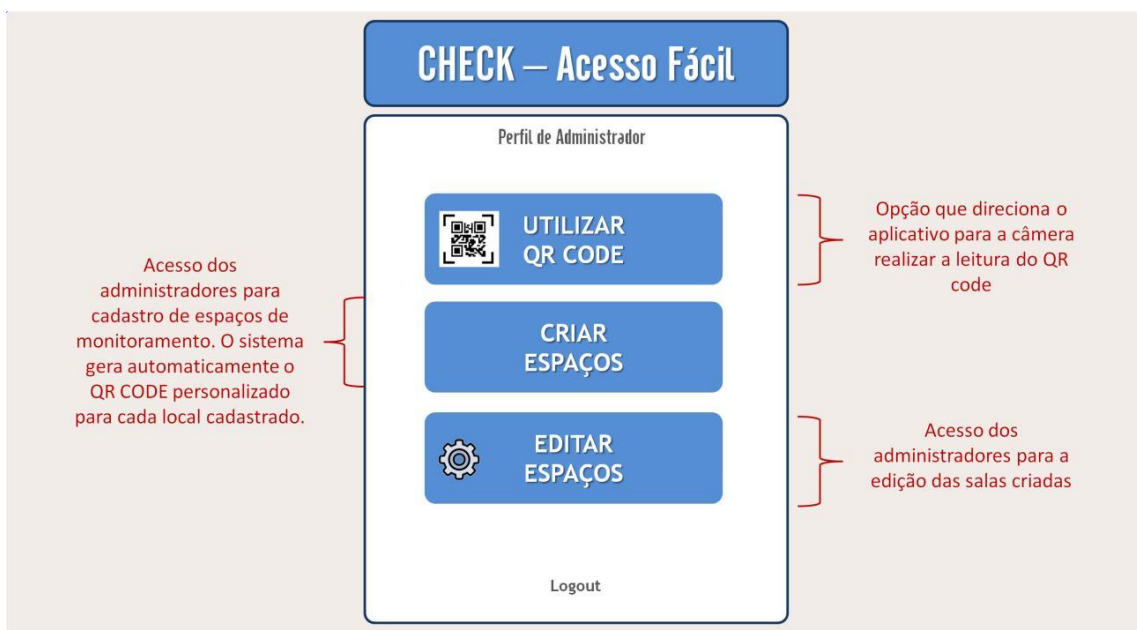 CHECK – Acesso Fácil
Perfil de Administrador
UTILIZAR
QR CODE
Opção que direciona o
aplicativo para a câmera
realizar a leitura do QR
code
Acesso dos
administradores para
cadastro de espaços de
monitoramento. O sistema
gera automaticamente o
QR CODE personalizado
para cada local cadastrado.
CRIAR
ESPAÇOS
EDITAR
ESPAÇOS
Acesso dos
administradores para a
edição das salas criadas
Logout